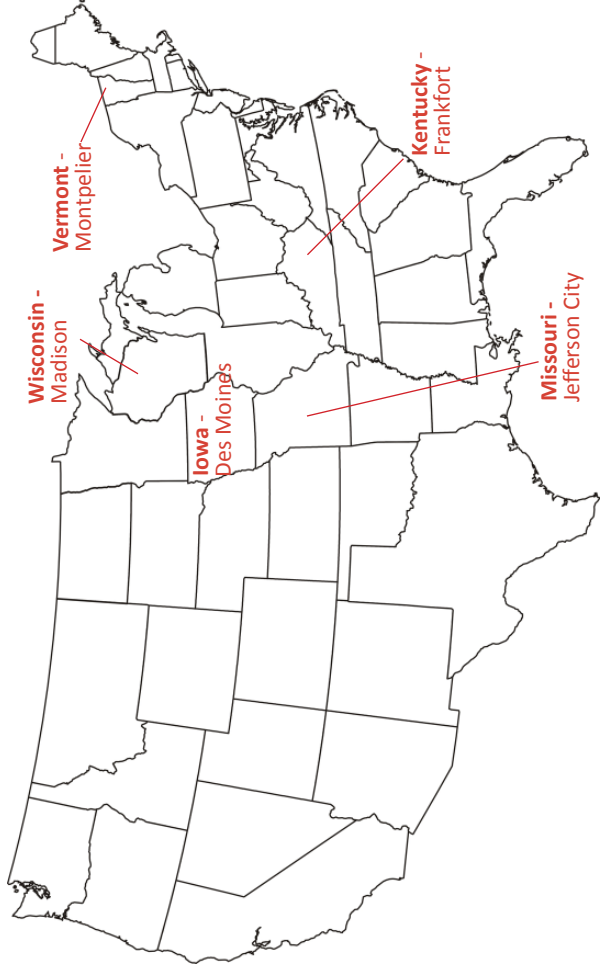 Vermont -
Montpelier
Wisconsin -
Madison
Iowa -
Des Moines
Kentucky -
Frankfort
Missouri -
Jefferson City